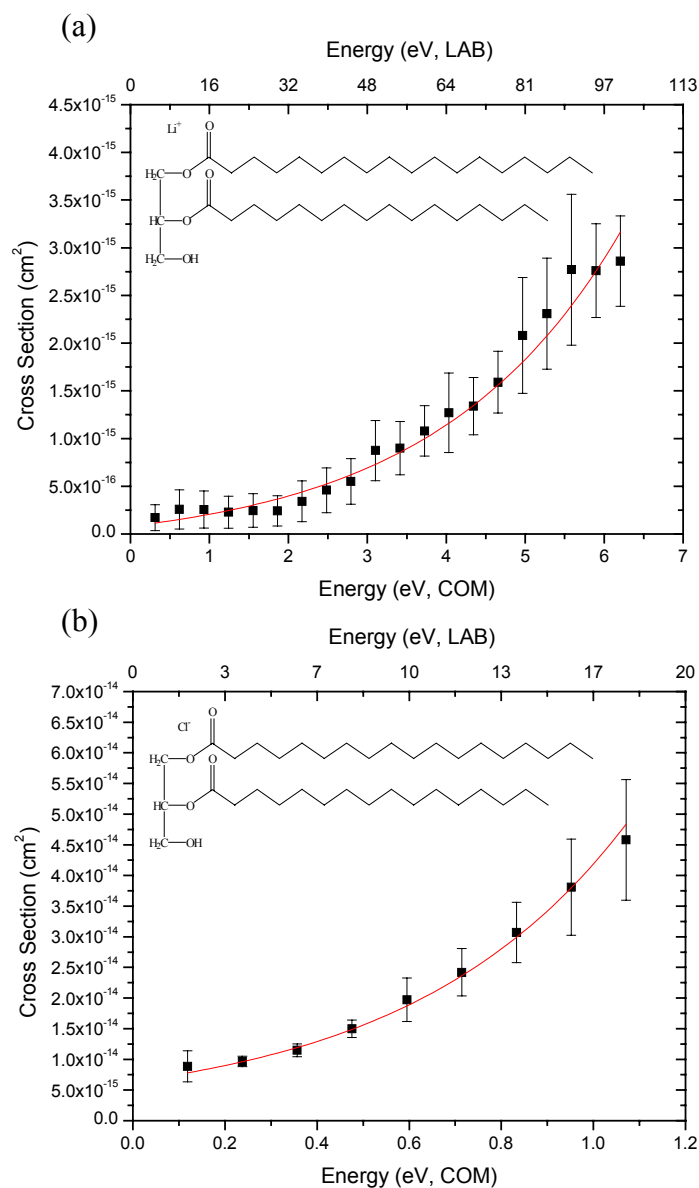 (a)
Energy (eV, LAB)
0 16 32 48 64 81 97 113
4.5x10⁻¹⁵
4.0x10⁻¹⁵
3.5x10⁻¹⁵
3.0x10⁻¹⁵
2.5x10⁻¹⁵
2.0x10⁻¹⁵
1.5x10⁻¹⁵
1.0x10⁻¹⁵
5.0x10⁻¹⁶
0.0
Cross Section (cm²)
Li⁺
O
H₂C O
O
HC O
H₂C OH
0 1 2 3 4 5 6 7
Energy (eV, COM)
(b)
Energy (eV, LAB)
0 3 7 10 13 17 20
7.0x10⁻¹⁴
6.5x10⁻¹⁴
6.0x10⁻¹⁴
5.5x10⁻¹⁴
5.0x10⁻¹⁴
4.5x10⁻¹⁴
4.0x10⁻¹⁴
3.5x10⁻¹⁴
3.0x10⁻¹⁴
2.5x10⁻¹⁴
2.0x10⁻¹⁴
1.5x10⁻¹⁴
1.0x10⁻¹⁴
5.0x10⁻¹⁵
0.0
Cross Section (cm²)
Cl⁻
O
H₂C O
O
HC O
H₂C OH
0.0 0.2 0.4 0.6 0.8 1.0 1.2
Energy (eV, COM)